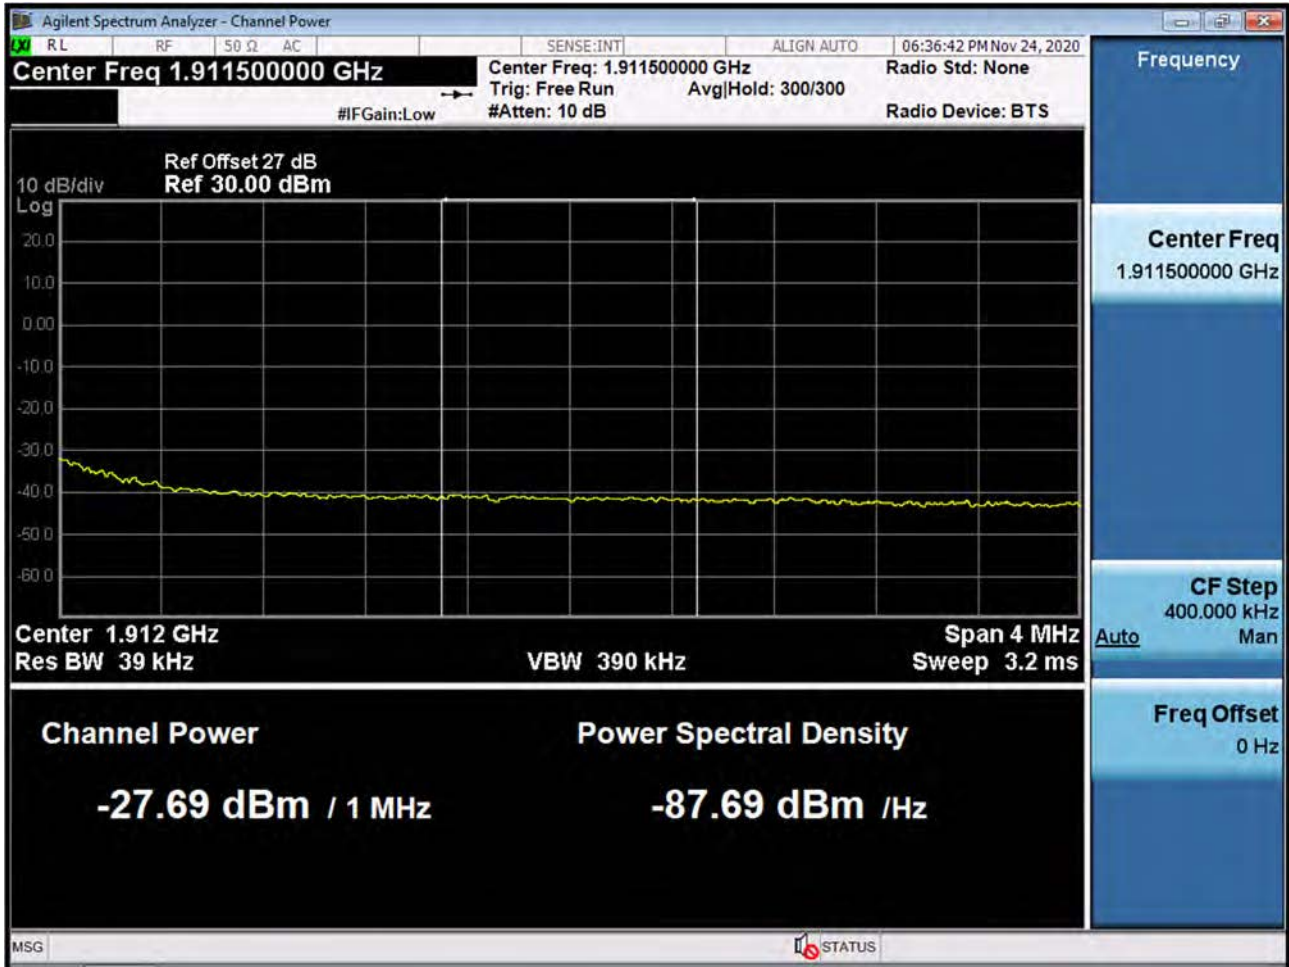 Agilent Spectrum Analyzer - Channel Power
LXI RL RF 50 Ω AC SENSE:INT ALIGN AUTO 06:36:42 PM Nov 24, 2020
Center Freq 1.911500000 GHz
Center Freq: 1.911500000 GHz
Radio Std: None
Trig: Free Run Avg|Hold: 300/300
#IFGain:Low
#Atten: 10 dB
Radio Device: BTS
Ref Offset 27 dB
10 dB/div Ref 30.00 dBm
Log
20.0
10.0
0.00
-10.0
-20.0
-30.0
-40.0
-50.0
-60.0
Center 1.912 GHz Span 4 MHz
Res BW 39 kHz VBW 390 kHz Sweep 3.2 ms
Channel Power
Power Spectral Density
-27.69 dBm / 1 MHz
-87.69 dBm /Hz
Frequency
Center Freq
1.911500000 GHz
CF Step
400.000 kHz
Auto Man
Freq Offset
0 Hz
MSG STATUS